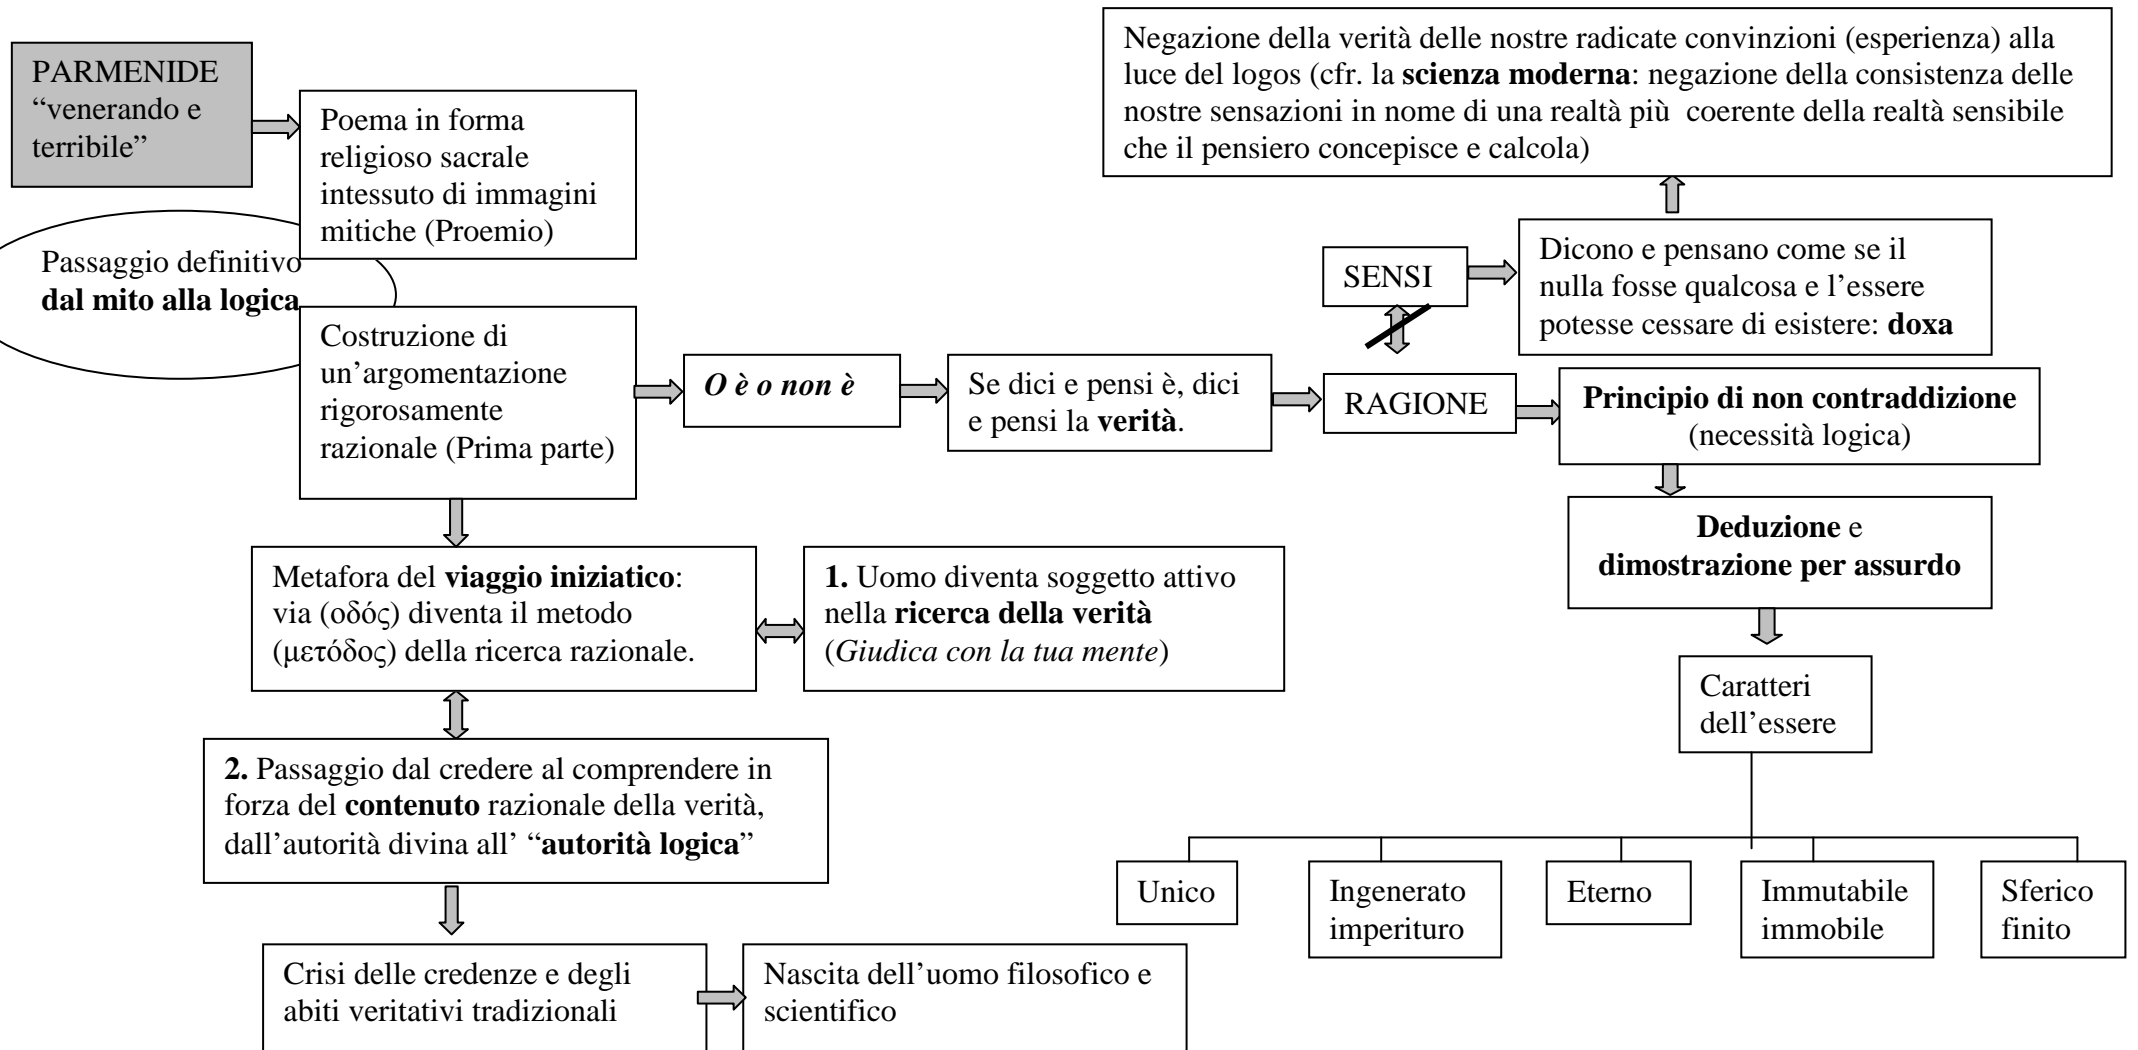 PARMENIDE
“venerando e
terribile”
Poema in forma
religioso sacrale
intessuto di immagini
mitiche (Proemio)
Passaggio definitivo
dal mito alla logica
Costruzione di
un’argomentazione
rigorosamente
razionale (Prima parte)
O è o non è
Se dici e pensi è, dici
e pensi la verità.
SENSI
RAGIONE
Dicono e pensano come se il
nulla fosse qualcosa e l’essere
potesse cessare di esistere: doxa
Negazione della verità delle nostre radicate convinzioni (esperienza) alla
luce del logos (cfr. la scienza moderna: negazione della consistenza delle
nostre sensazioni in nome di una realtà più  coerente della realtà sensibile
che il pensiero concepisce e calcola)
Principio di non contraddizione
(necessità logica)
Deduzione e
dimostrazione per assurdo
Caratteri
dell’essere
Unico
Ingenerato
imperituro
Eterno
Immutabile
immobile
Sferico
finito
Metafora del viaggio iniziatico:
via (οδός) diventa il metodo
(μετόδος) della ricerca razionale.
1. Uomo diventa soggetto attivo
nella ricerca della verità
(Giudica con la tua mente)
2. Passaggio dal credere al comprendere in
forza del contenuto razionale della verità,
dall’autorità divina all’ “autorità logica”
Crisi delle credenze e degli
abiti veritativi tradizionali
Nascita dell’uomo filosofico e
scientifico